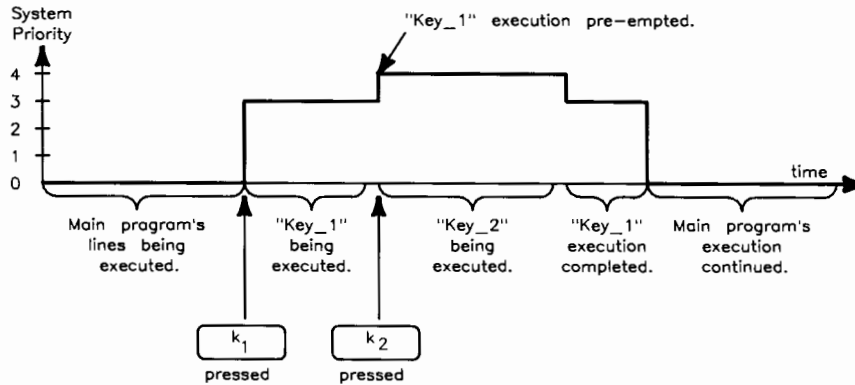 System
Priority
"Key_1" execution pre-empted.
4
3
2
1
0
time
Main program's
lines being
executed.
"Key_1"
being
executed.
"Key_2"
being
executed.
"Key_1"
execution
completed.
Main program's
execution
continued.
k1
k2
pressed
pressed